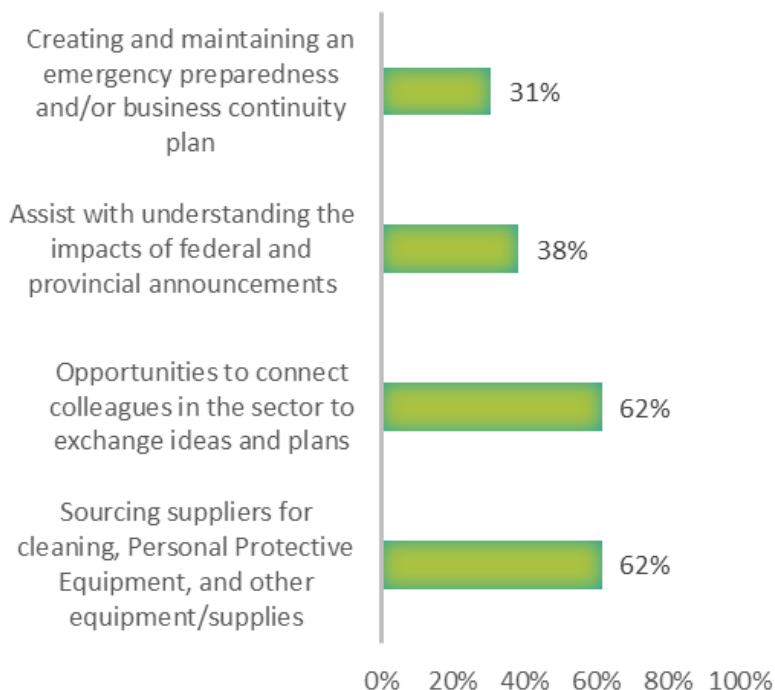 Creating and maintaining an
emergency preparedness
and/or business continuity
plan
31%
Assist with understanding the
impacts of federal and
provincial announcements
38%
Opportunities to connect
colleagues in the sector to
exchange ideas and plans
62%
Sourcing suppliers for
cleaning, Personal Protective
Equipment, and other
equipment/supplies
62%
0% 20% 40% 60% 80% 100%